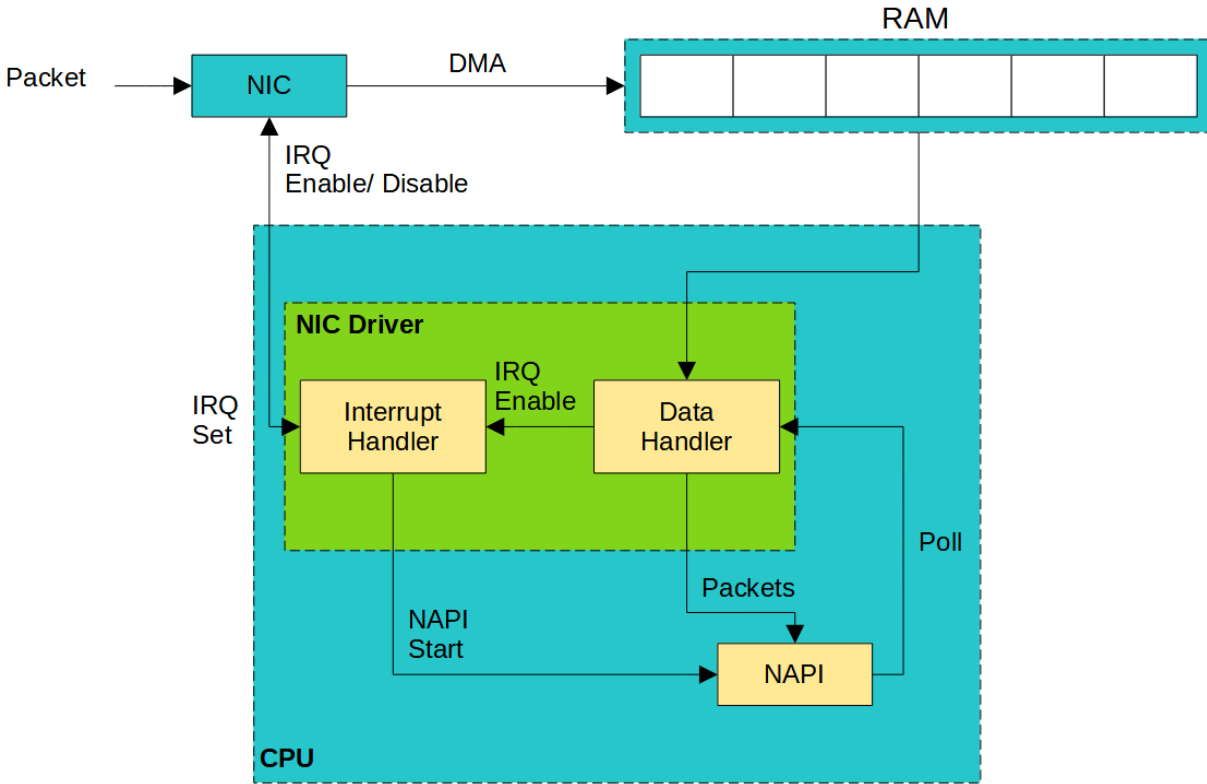 RAM
Packet
NIC
DMA
IRQ
Enable/ Disable
NIC Driver
IRQ
Set
Interrupt
Handler
IRQ
Enable
Data
Handler
Poll
Packets
NAPI
Start
NAPI
CPU